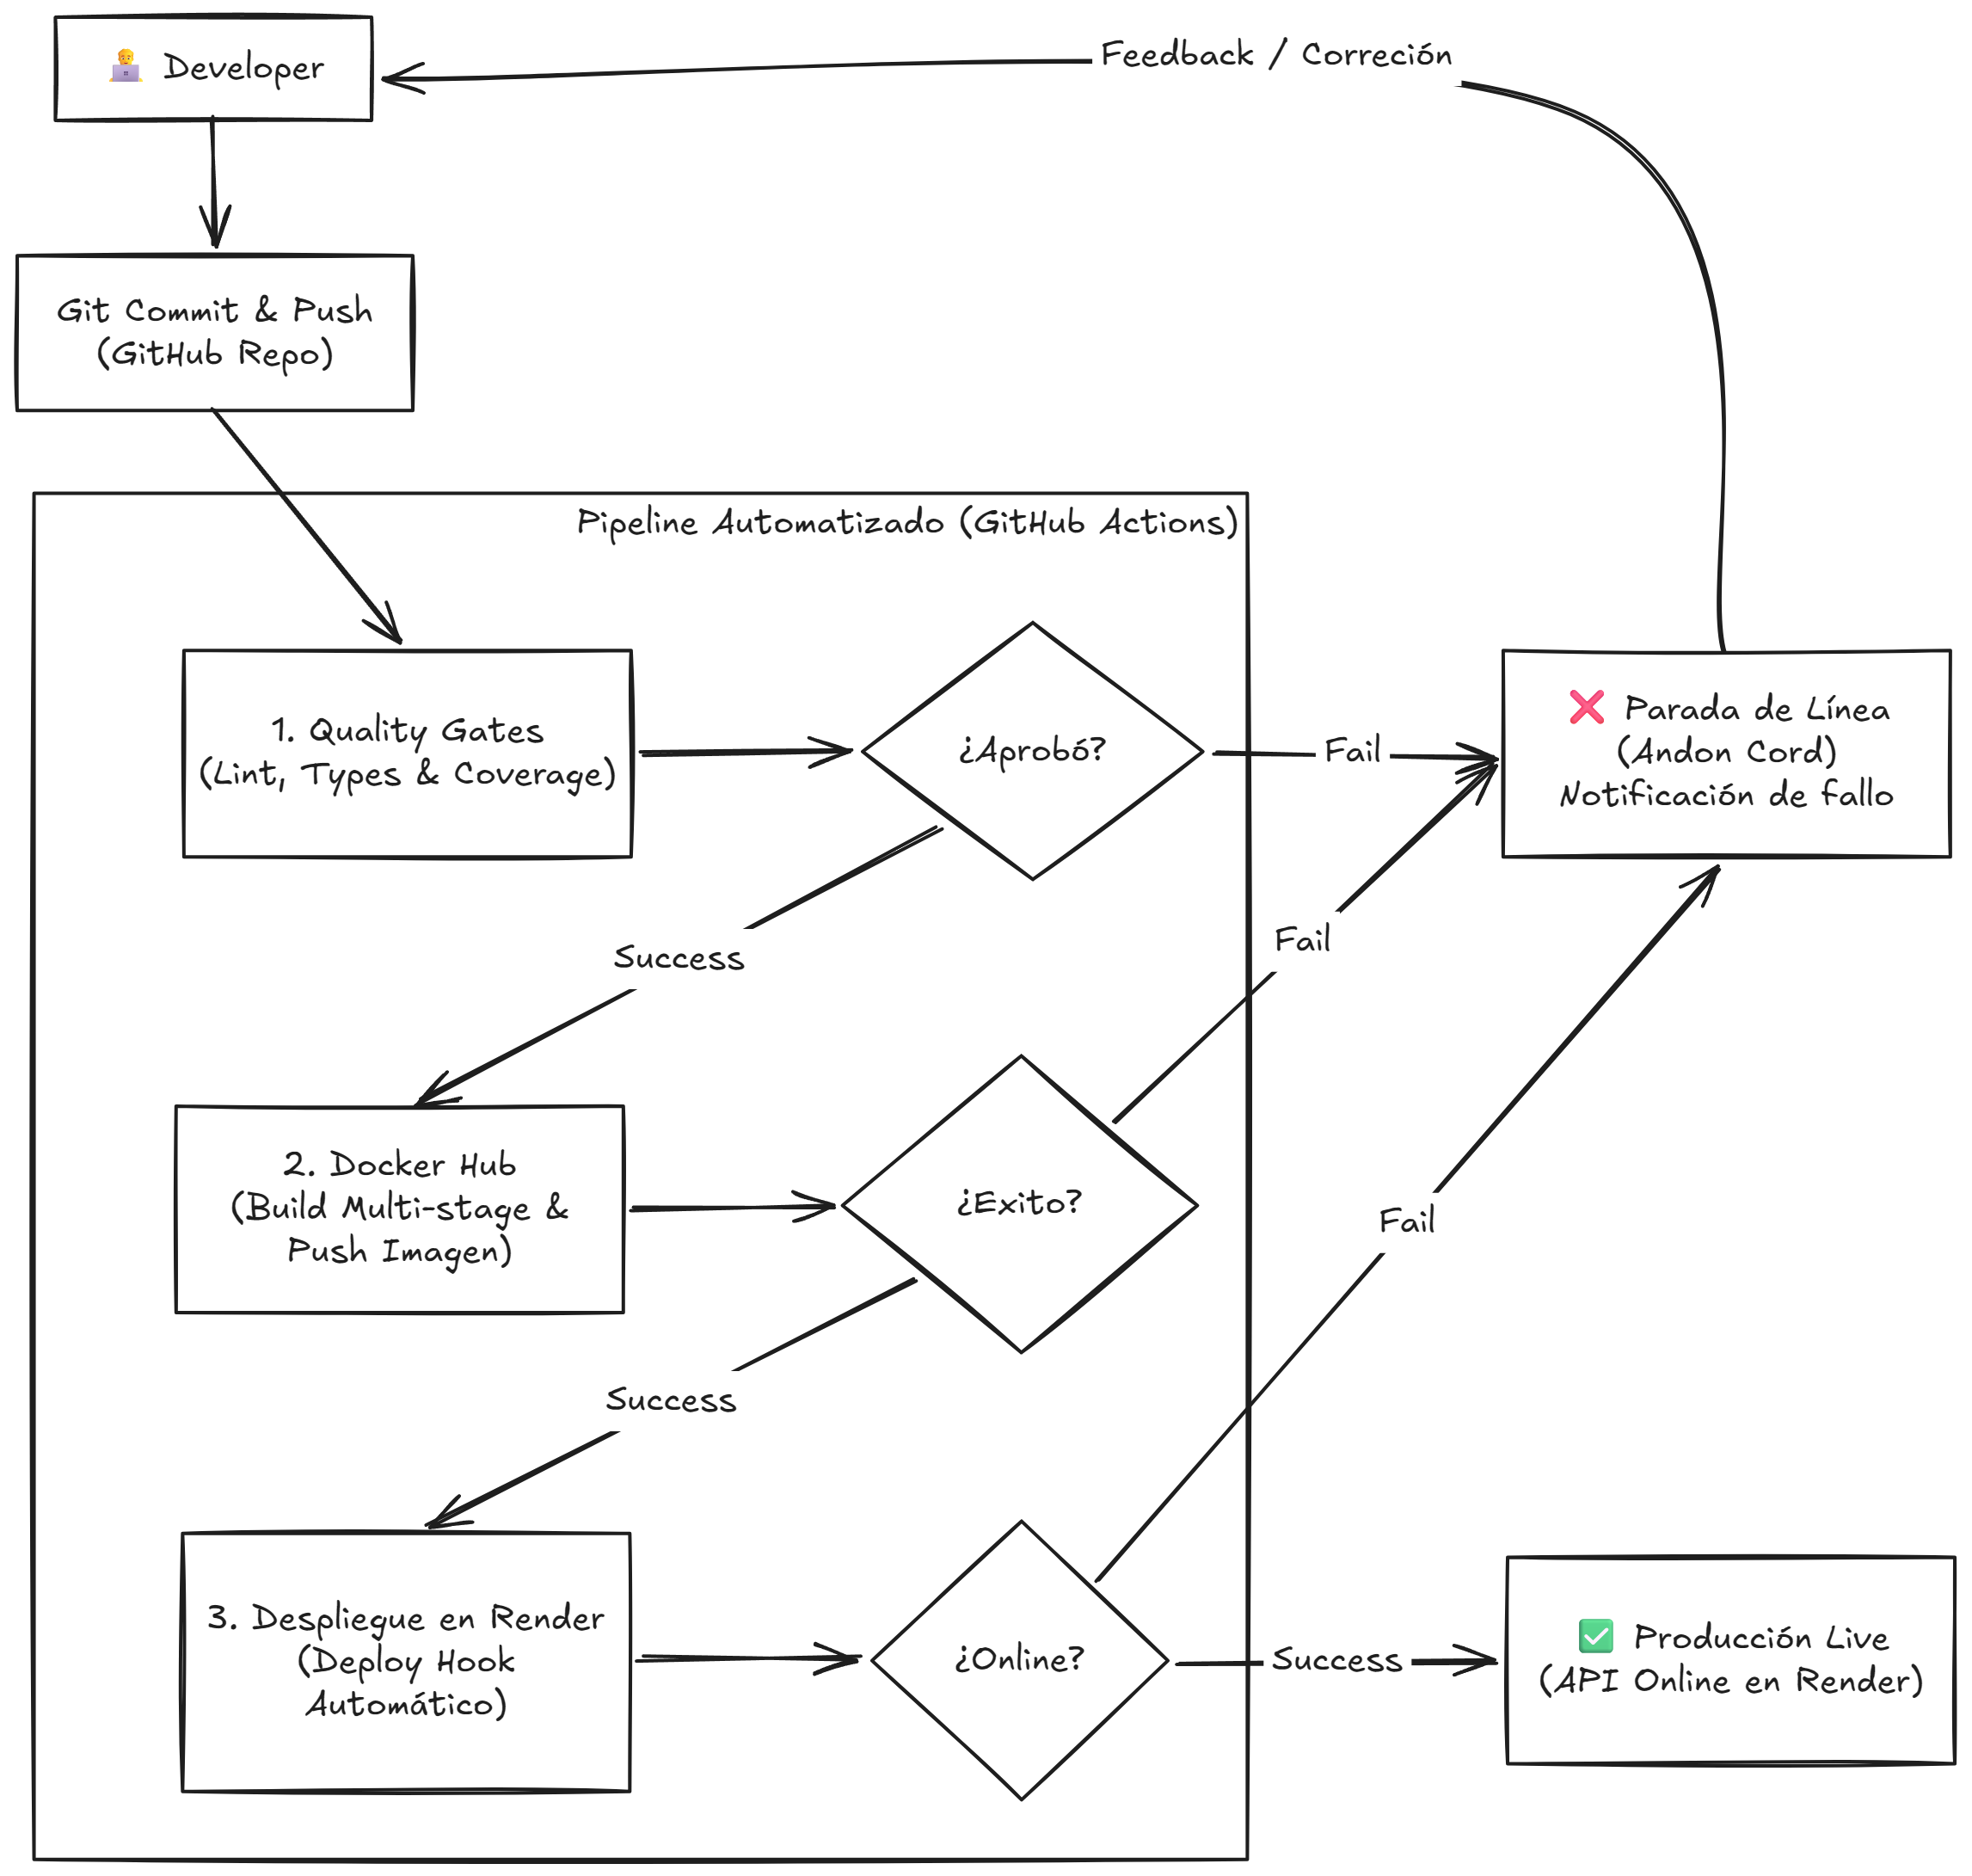 Developer
Feedback / Correción
Git Commit & Push
(GitHub Repo)
Pipeline Automatizado (GitHub Actions)
1. Quality Gates
(Lint, Types & Coverage)
¿Aprobó?
Fail
Parada de Línea
(Andon Cord)
Notificación de fallo
Success
Fail
2. Docker Hub
(Build Multi-stage &
Push Imagen)
¿Exito?
Fail
Success
3. Despliegue en Render
(Deploy Hook
Automático)
¿Online?
Success
Producción Live
(API Online en Render)